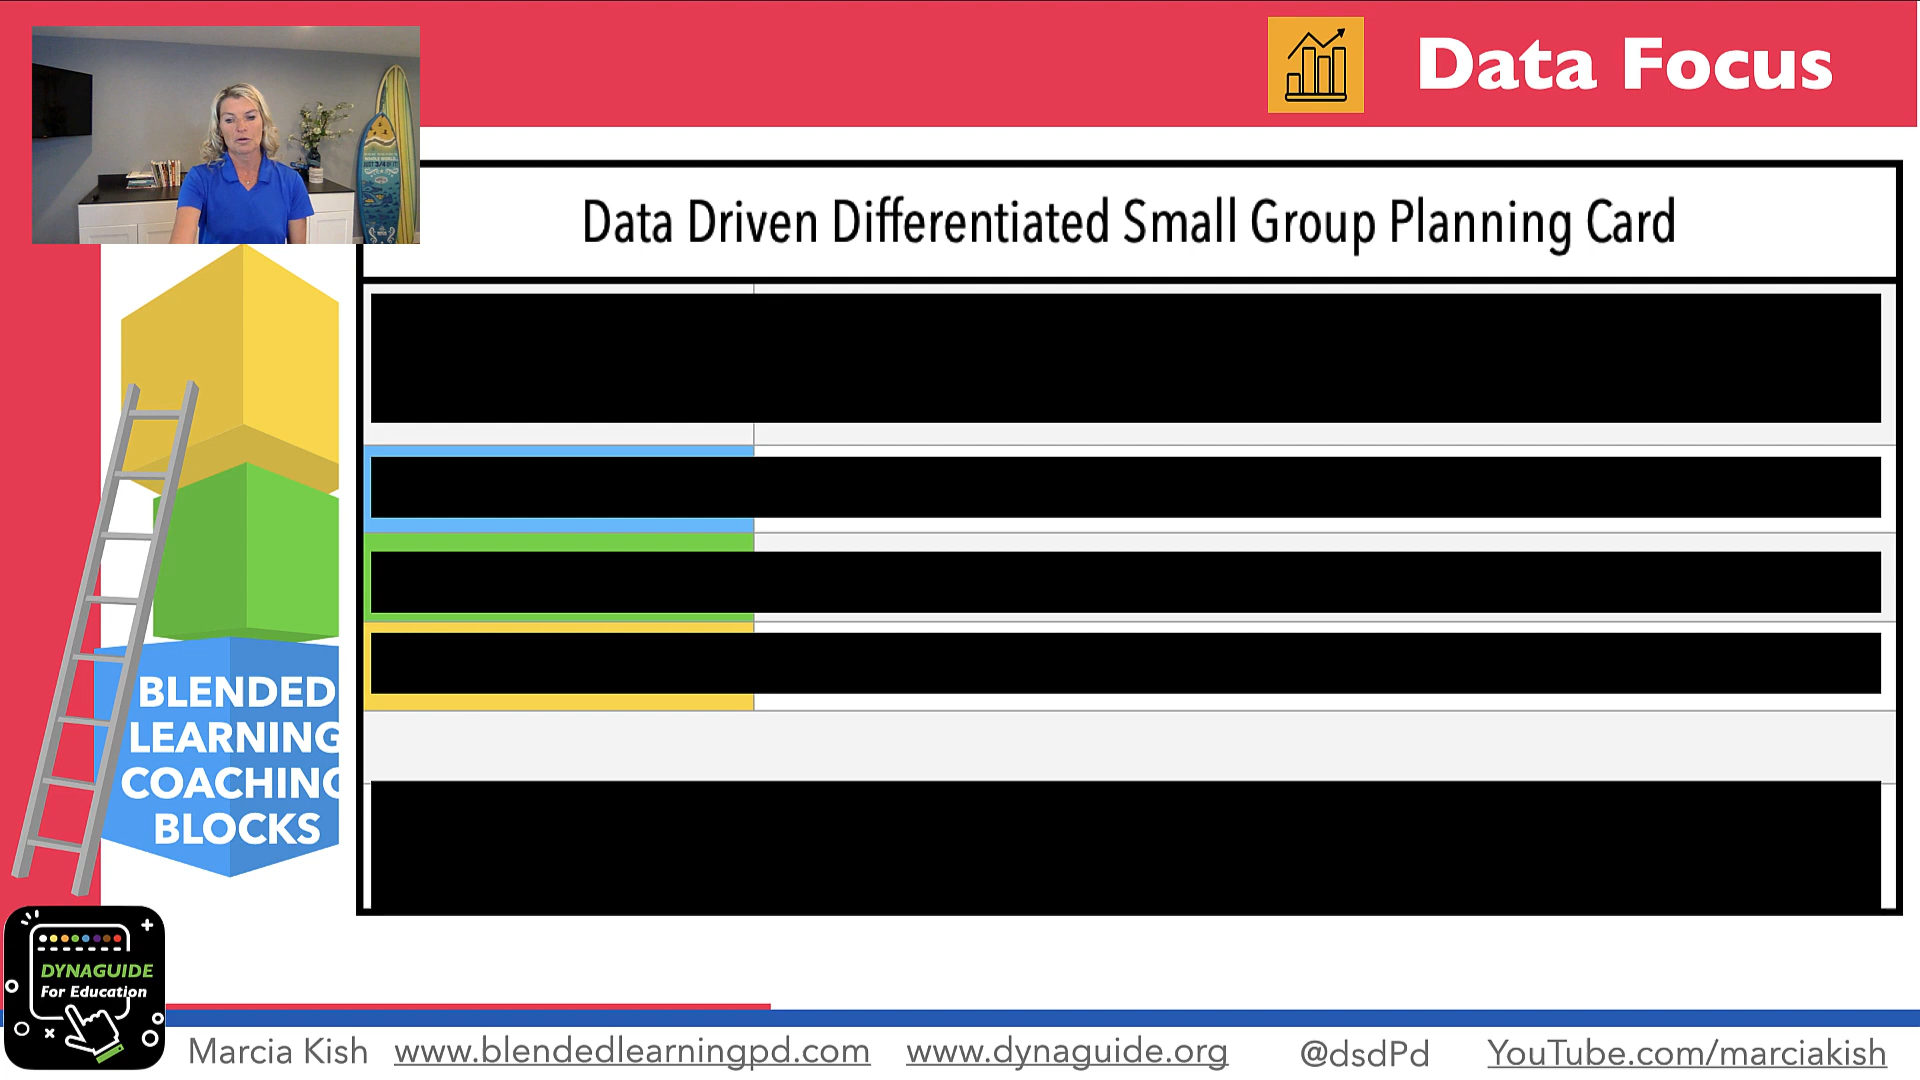 Data Focus
Data Driven Differentiated Small Group Planning Card
BLENDED
LEARNING
COACHING
BLOCKS
DYNAGUIDE
For Education
Marcia Kish www.blendedlearningpd.com www.dynaguide.org @dsdPd YouTube.com/marciakish